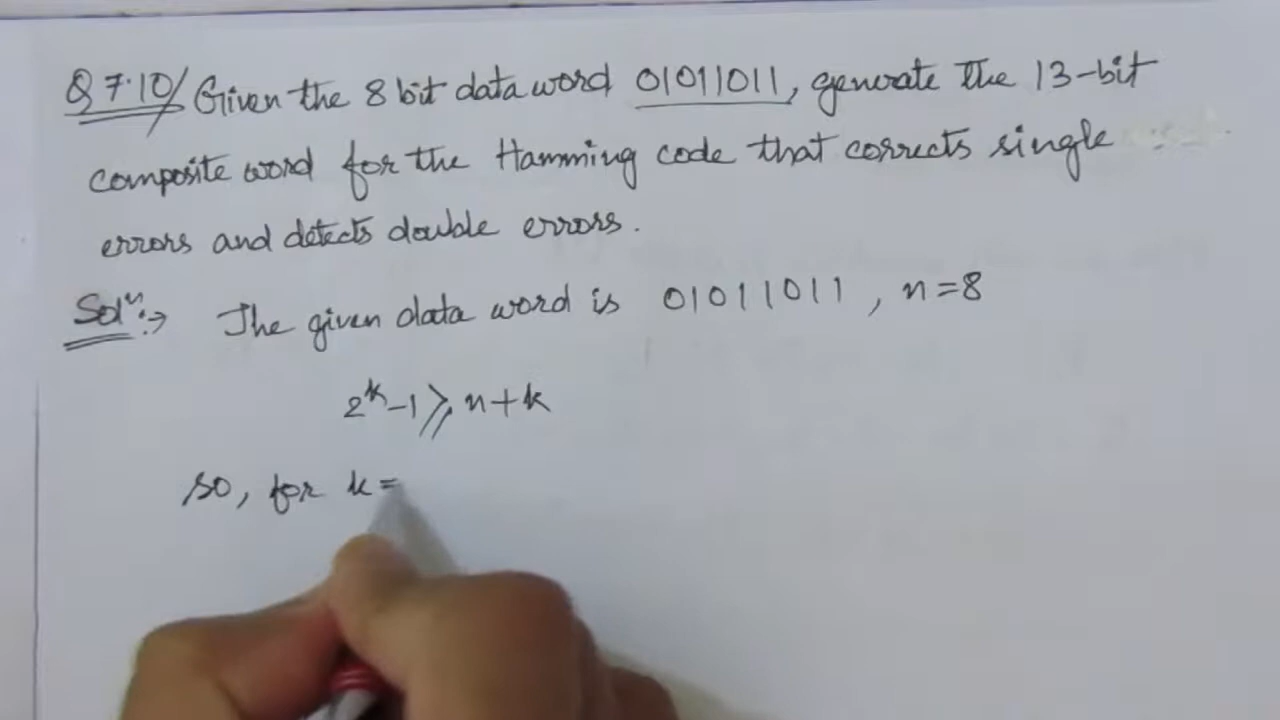 Q 7.10/ Given the 8 bit data word 01011011, generate the 13-bit
composite word for the Hamming code that corrects single
errors and detects double errors.
Solⁿ:→ The given data word is 01011011, n=8
2ᵏ-1 ⩾ n+k
so, for k=